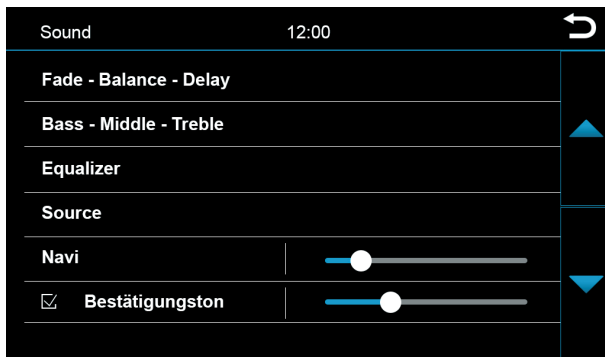 Sound 12:00
Fade - Balance - Delay
Bass - Middle - Treble
Equalizer
Source
Navi
Bestätigungston